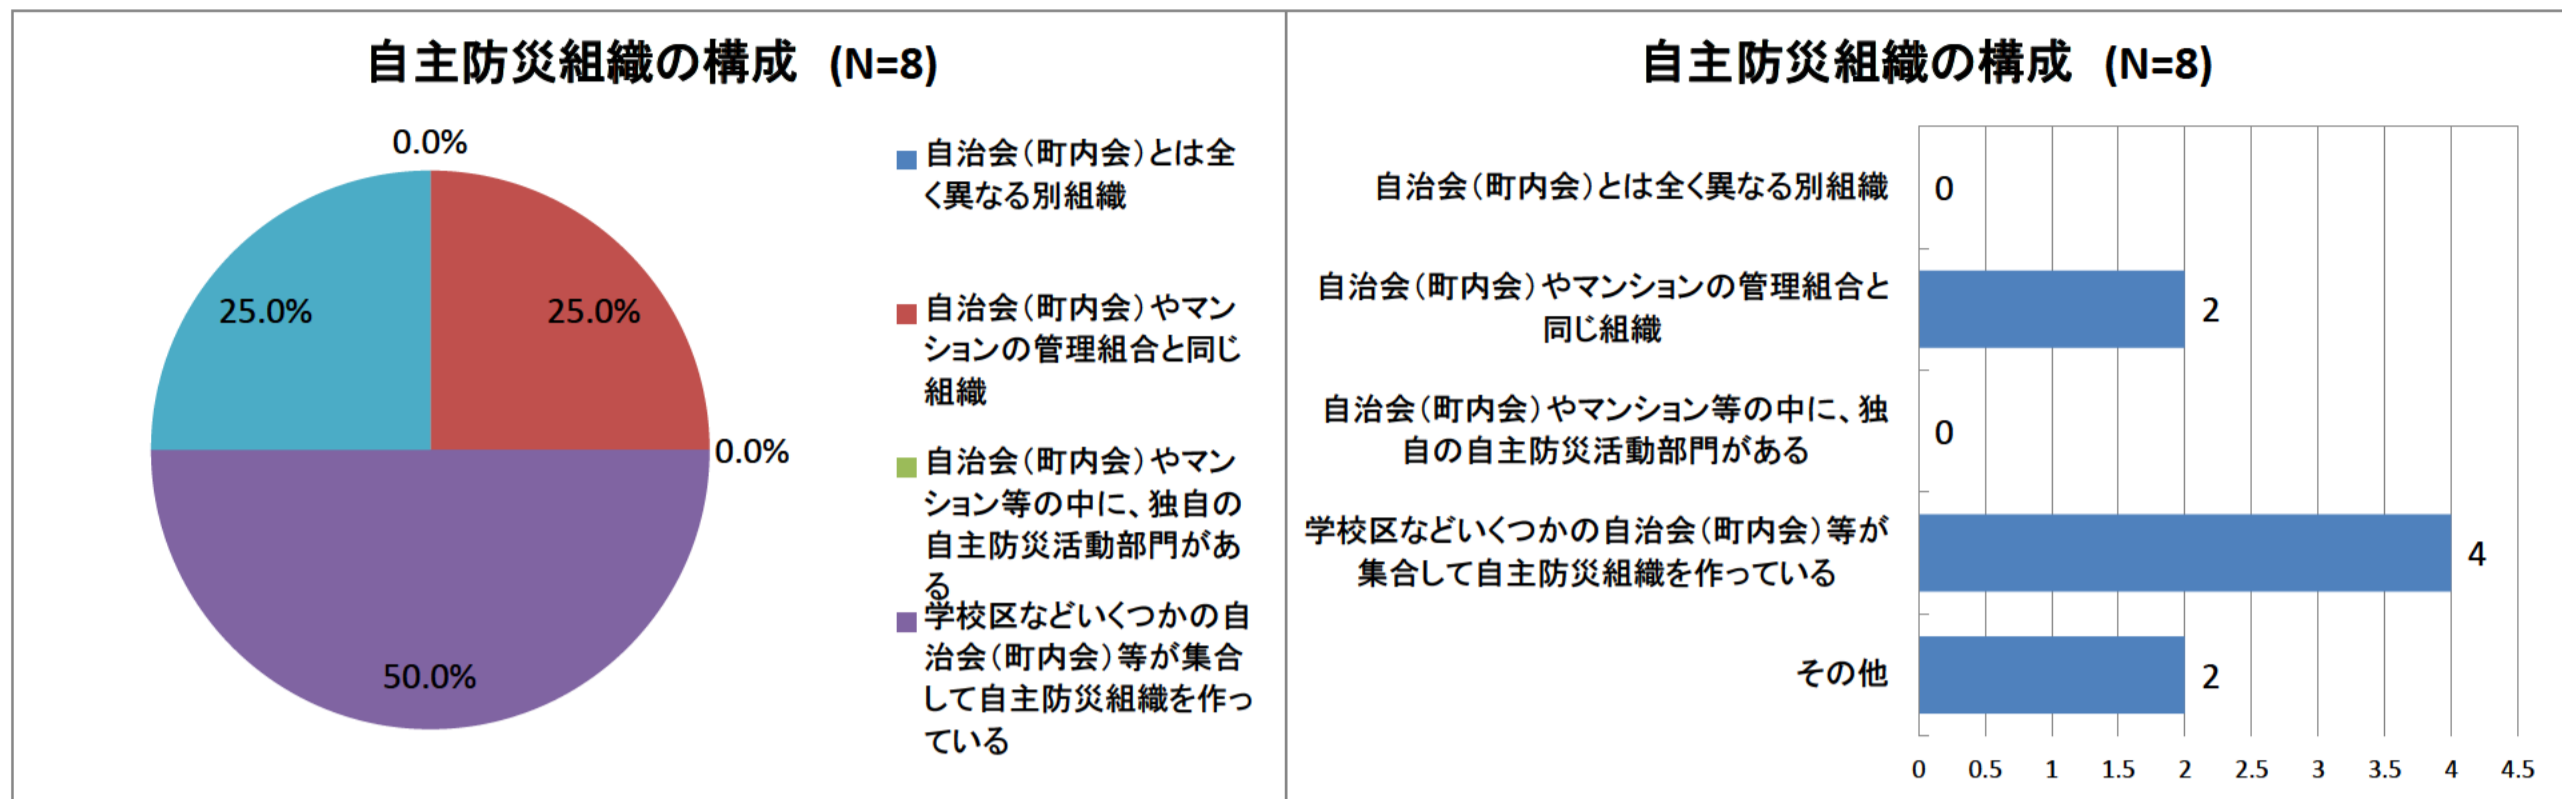 自主防災組織の構成 (N=8)
0.0%
25.0%
25.0%
0.0%
50.0%
自治会(町内会)とは全
く異なる別組織
自治会(町内会)やマン
ションの管理組合と同じ
組織
自治会(町内会)やマン
ション等の中に、独自の
自主防災活動部門があ
る
学校区などいくつかの自
治会(町内会)等が集合
して自主防災組織を作っ
ている
自主防災組織の構成 (N=8)
自治会(町内会)とは全く異なる別組織
0
自治会(町内会)やマンションの管理組合と
同じ組織
2
自治会(町内会)やマンション等の中に、独
自の自主防災活動部門がある
0
学校区などいくつかの自治会(町内会)等が
集合して自主防災組織を作っている
4
その他
2
0 0.5 1 1.5 2 2.5 3 3.5 4 4.5